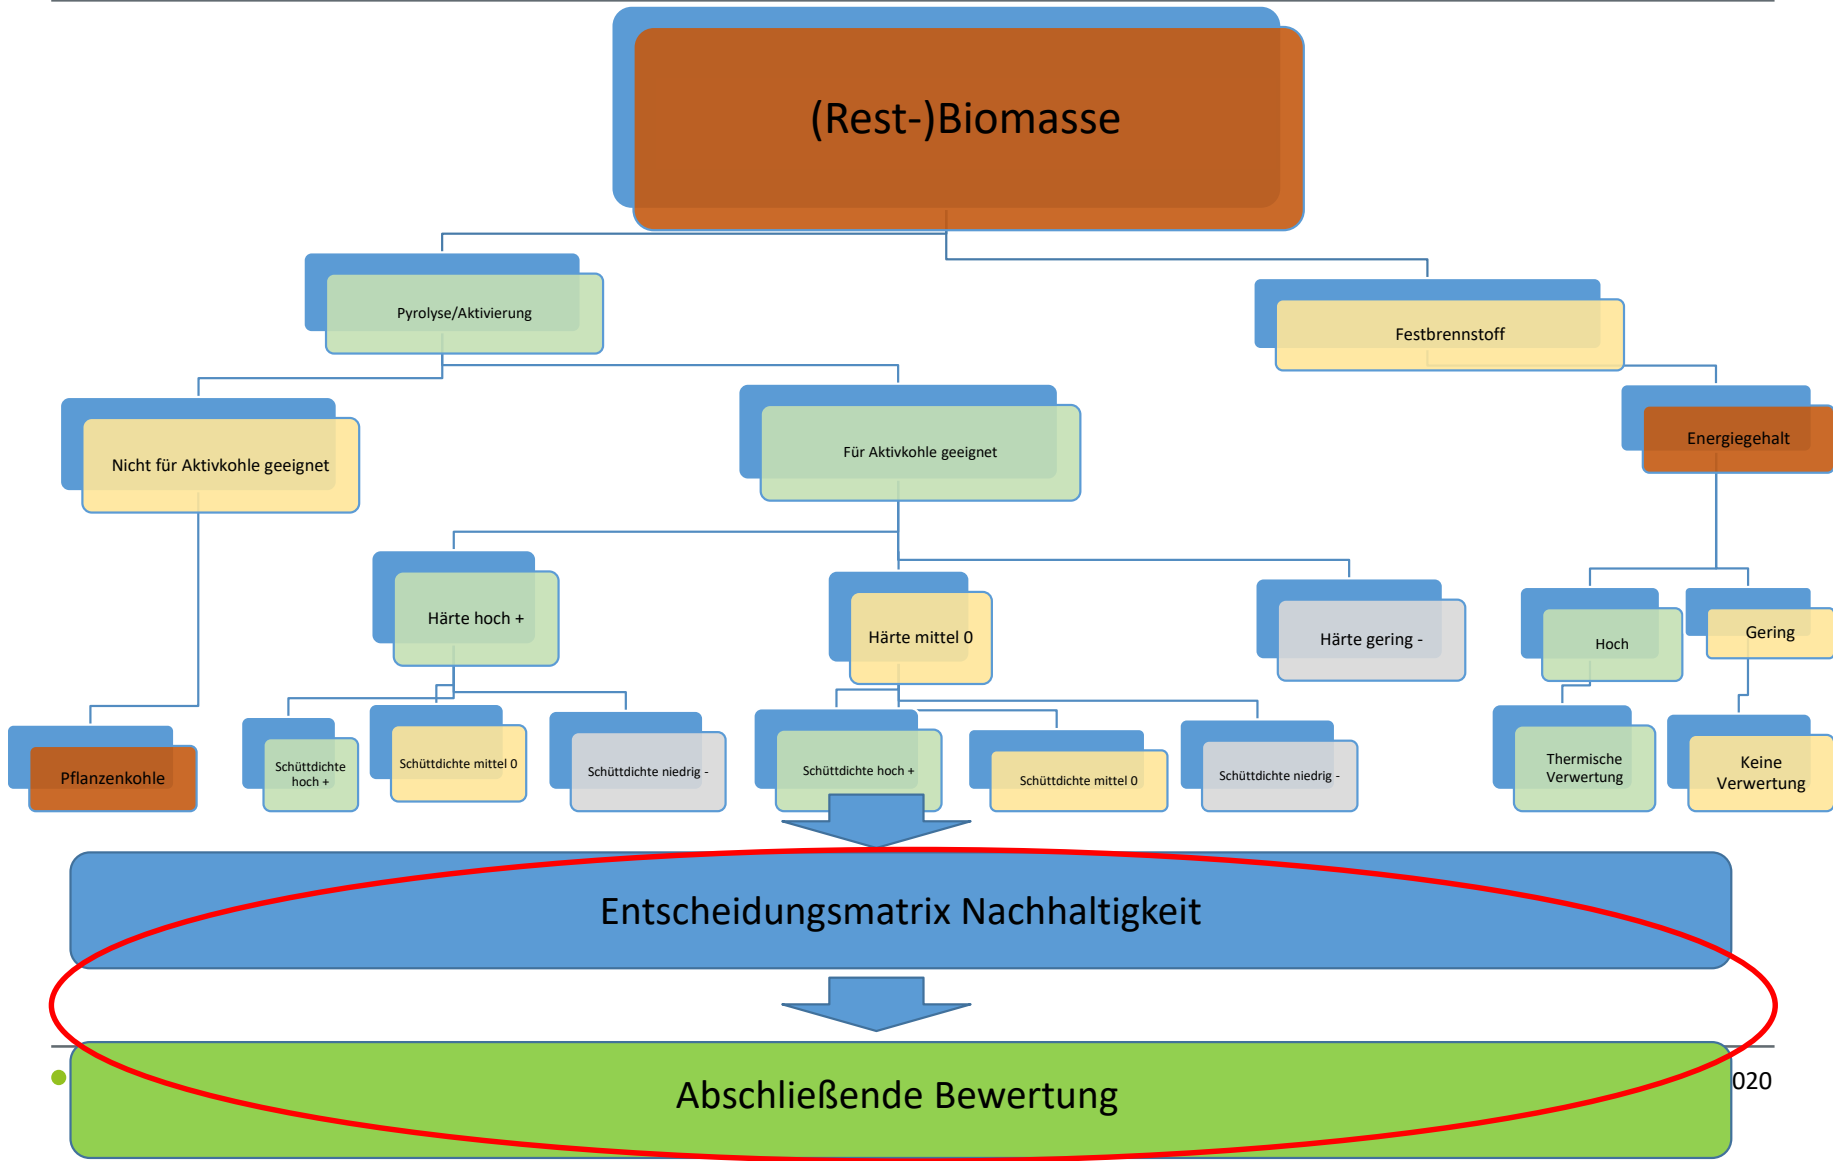 (Rest-)Biomasse
Pyrolyse/Aktivierung
Festbrennstoff
Nicht für Aktivkohle geeignet
Für Aktivkohle geeignet
Energiegehalt
Härte hoch +
Härte mittel 0
Härte gering -
Hoch
Gering
Pflanzenkohle
Schüttdichte
hoch +
Schüttdichte mittel 0
Schüttdichte niedrig -
Schüttdichte hoch +
Schüttdichte mittel 0
Schüttdichte niedrig -
Thermische
Verwertung
Keine
Verwertung
Entscheidungsmatrix Nachhaltigkeit
Abschließende Bewertung
020